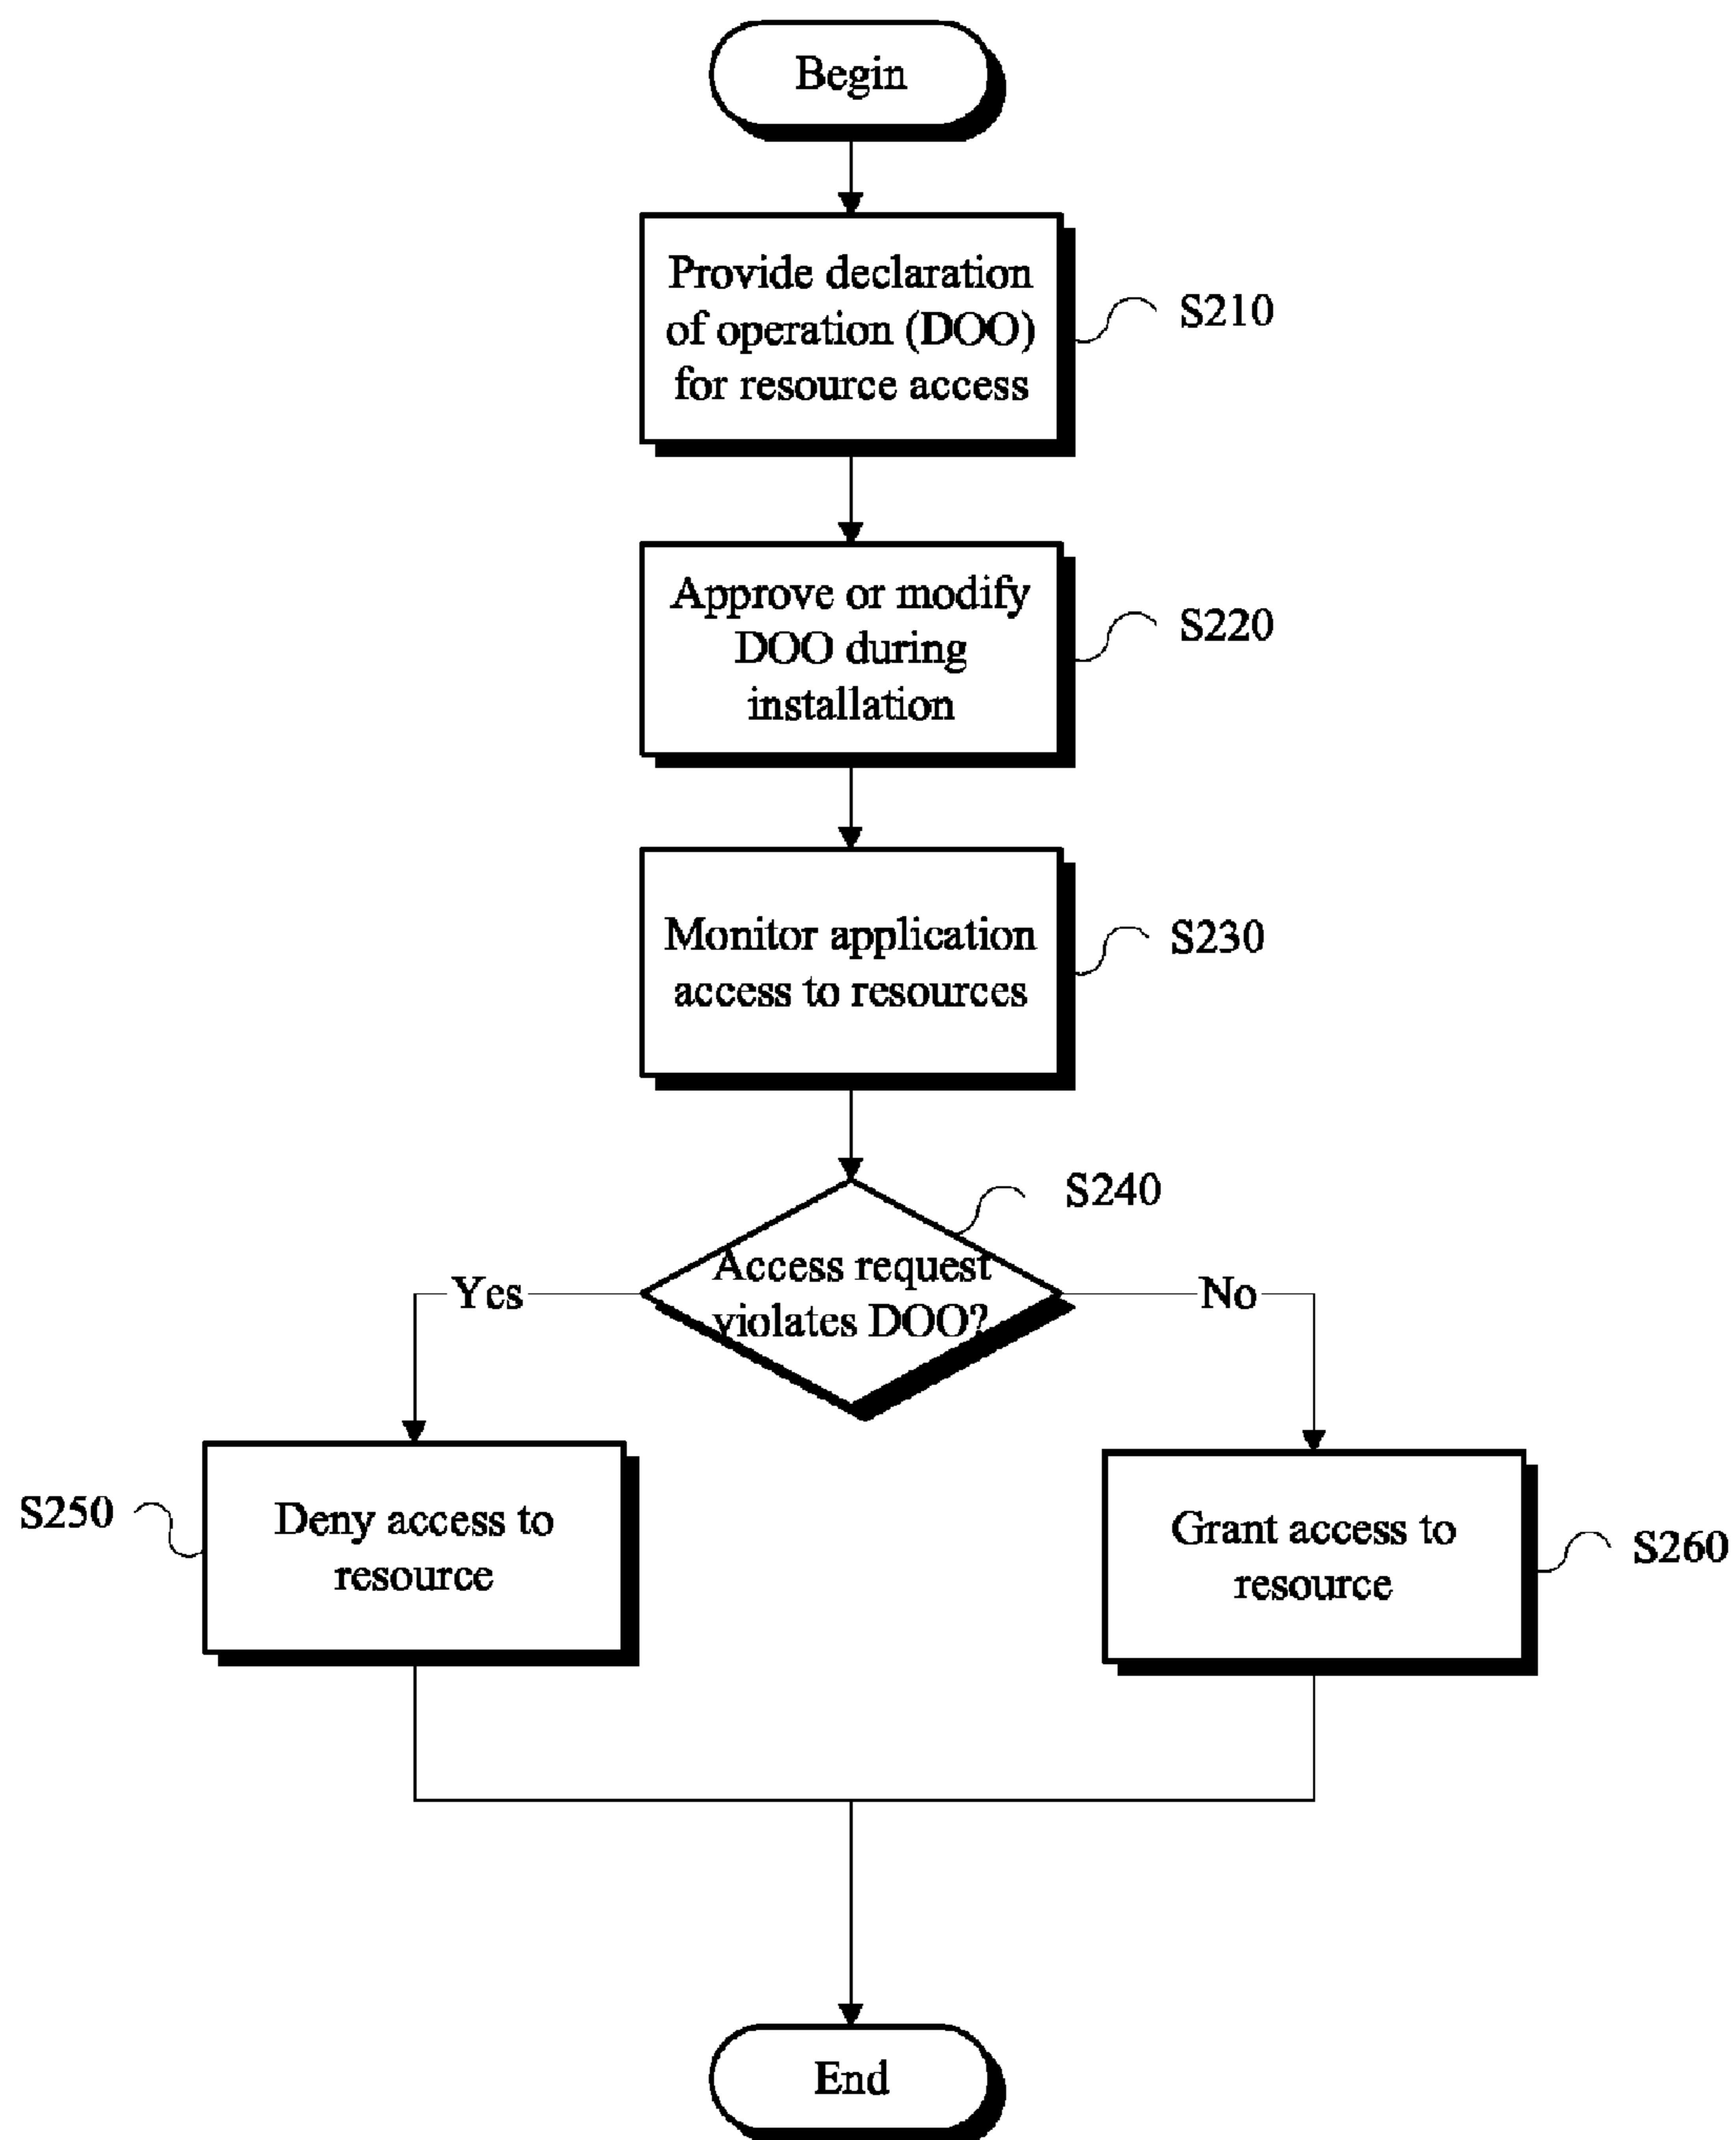 Begin
Provide declaration
of operation (DOO)
for resource access
S210
Approve or modify
DOO during
installation
S220
Monitor application
access to resources
S230
S240
Access request
violates DOO?
Yes
No
S250
Deny access to
resource
Grant access to
resource
S260
End